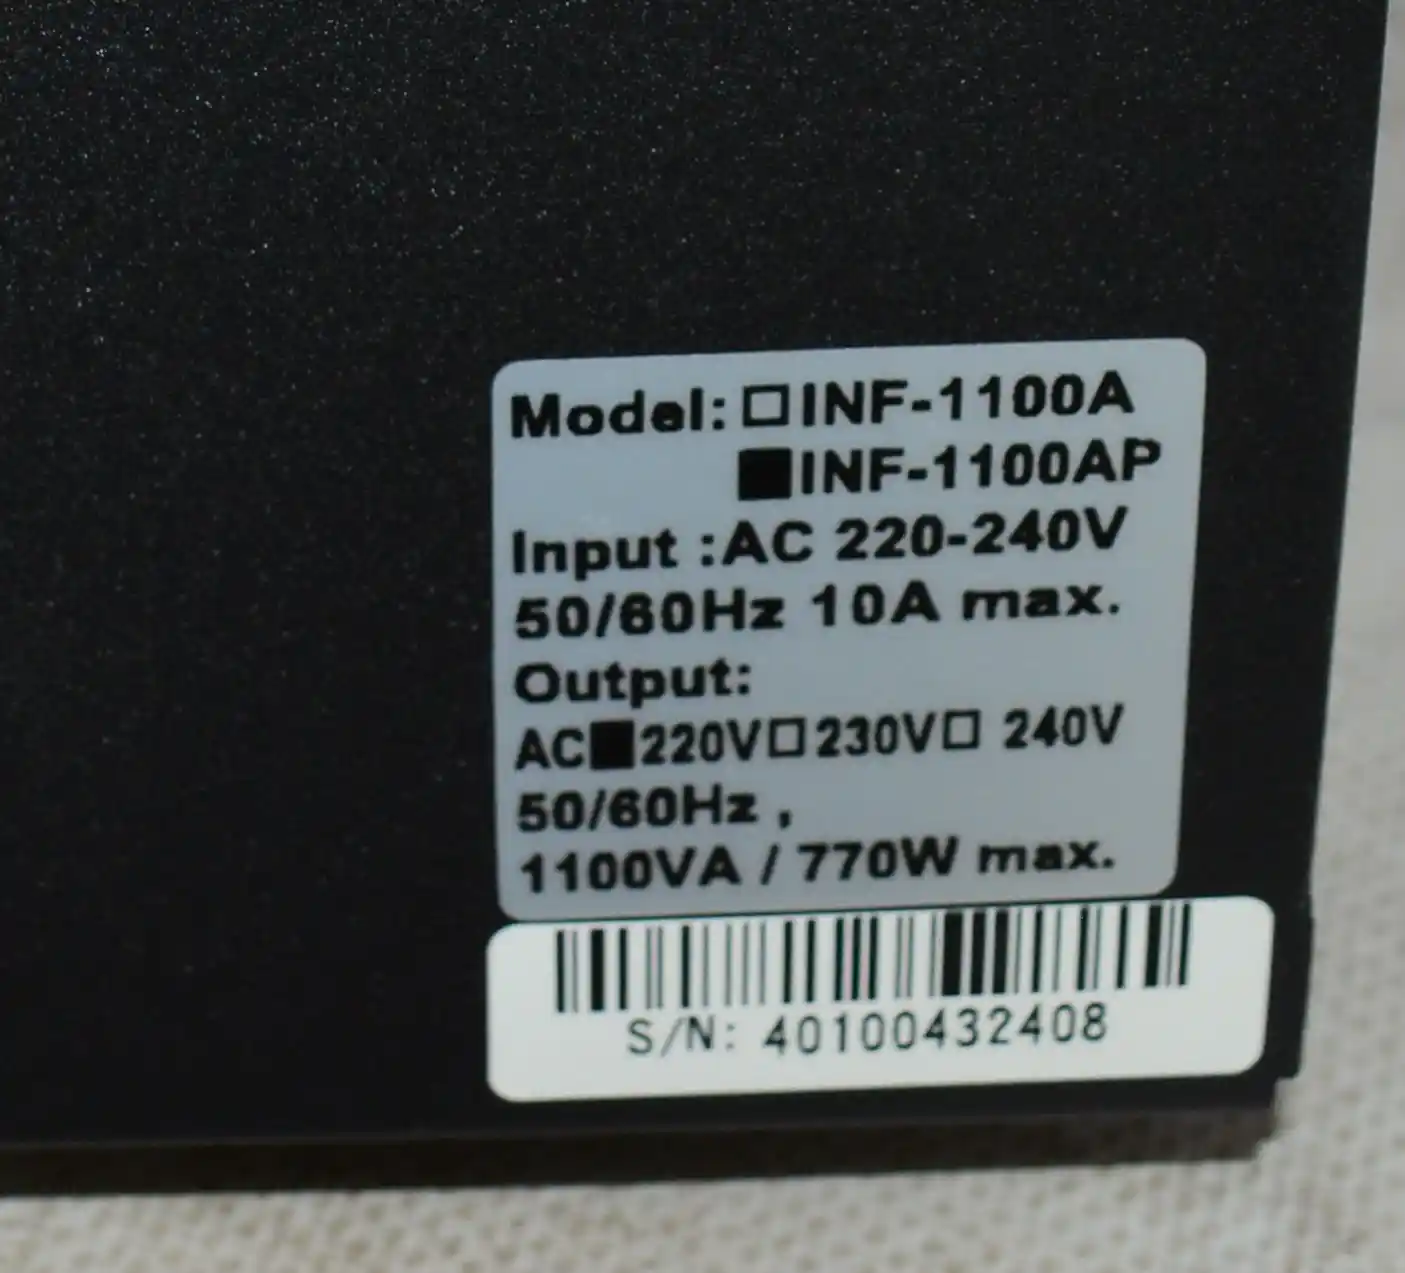 Model: □INF-1100A
■INF-1100AP
Input :AC 220-240V
50/60Hz 10A max.
Output:
AC■220V□230V□ 240V
50/60Hz ,
1100VA / 770W max.
S/N: 40100432408